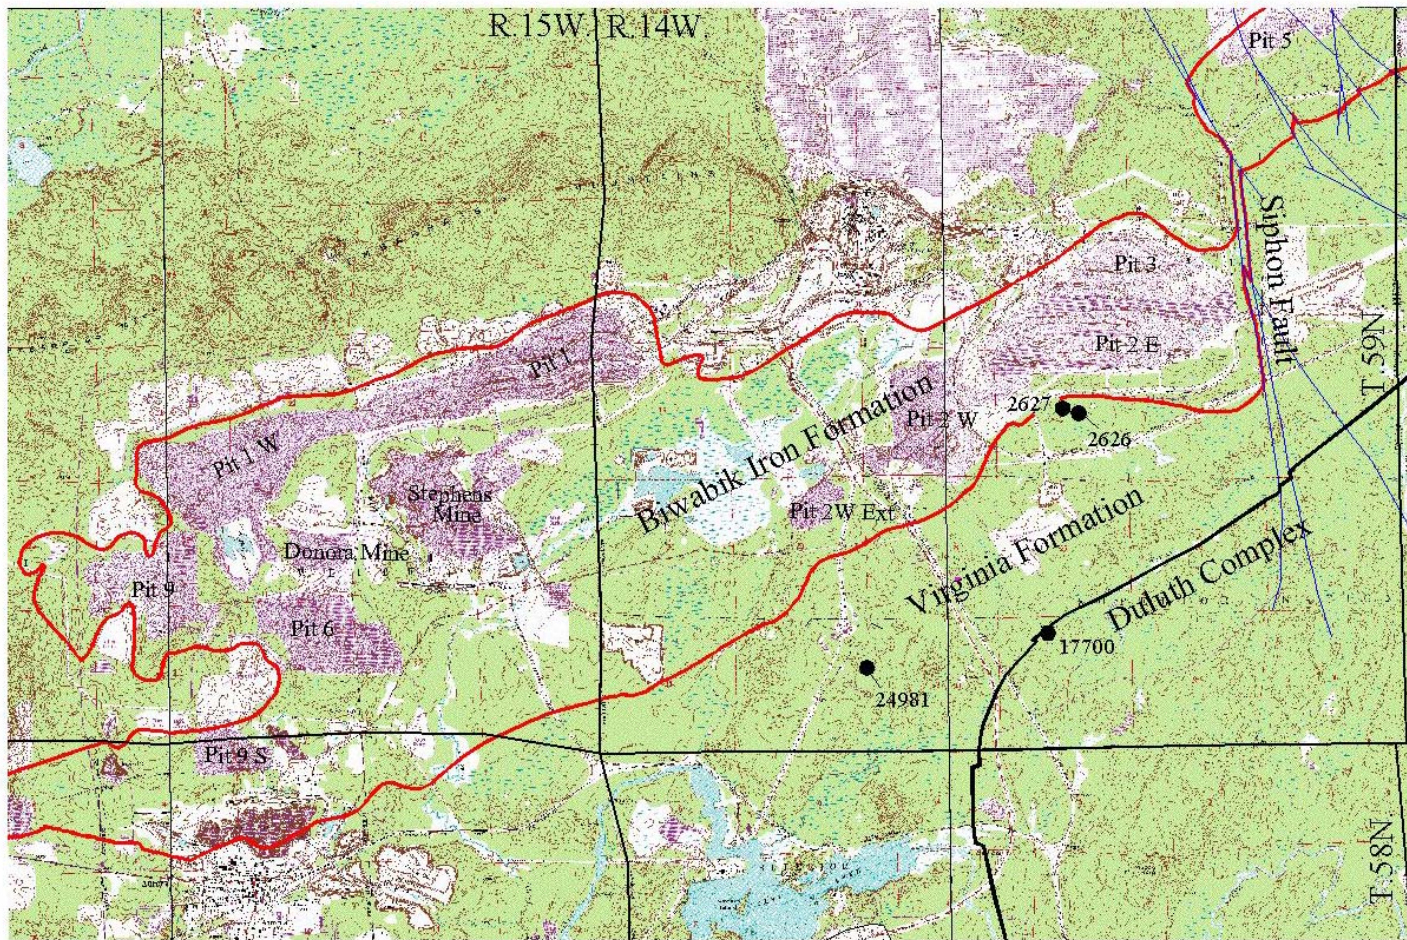 R.15W. R.14W.
Pit 5
Siphon Fault
Pit 3
Pit 2 E
T.59N.
Pit 1
2627
2626
Pit 2 W
Pit 1 W
Biwabik Iron Formation
Stephens
Mine
Pit 2W Ext
Donora Mine
Virginia Formation
Duluth Complex
Pit 9
Pit 6
17700
24981
Pit 9 S
T.58N